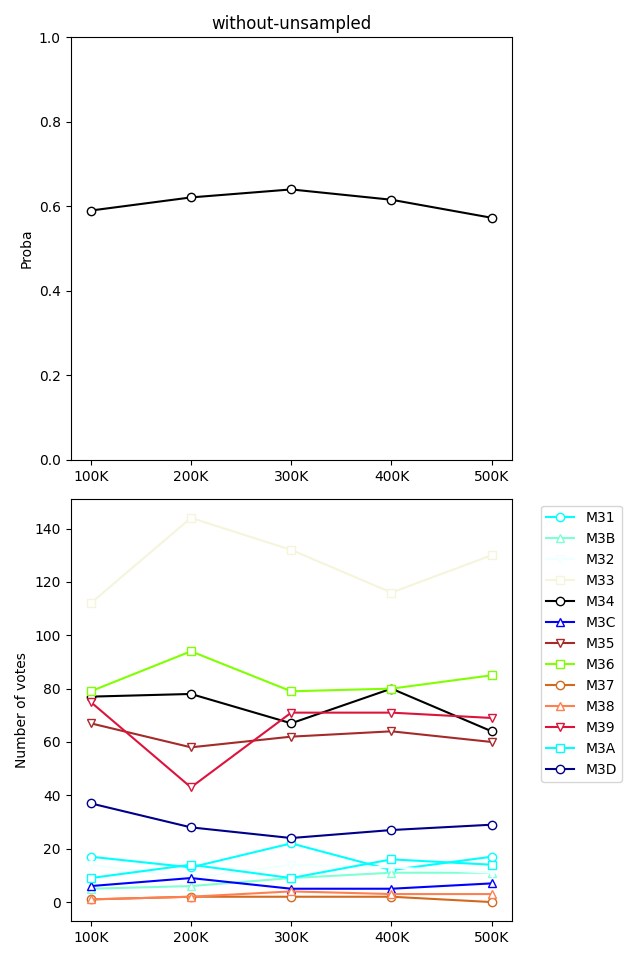 without-unsampled
Proba
1.0
0.8
0.6
0.4
0.2
0.0
100K 200K 300K 400K 500K
Number of votes
140
120
100
80
60
40
20
0
100K 200K 300K 400K 500K
M31
M3B
M32
M33
M34
M3C
M35
M36
M37
M38
M39
M3A
M3D